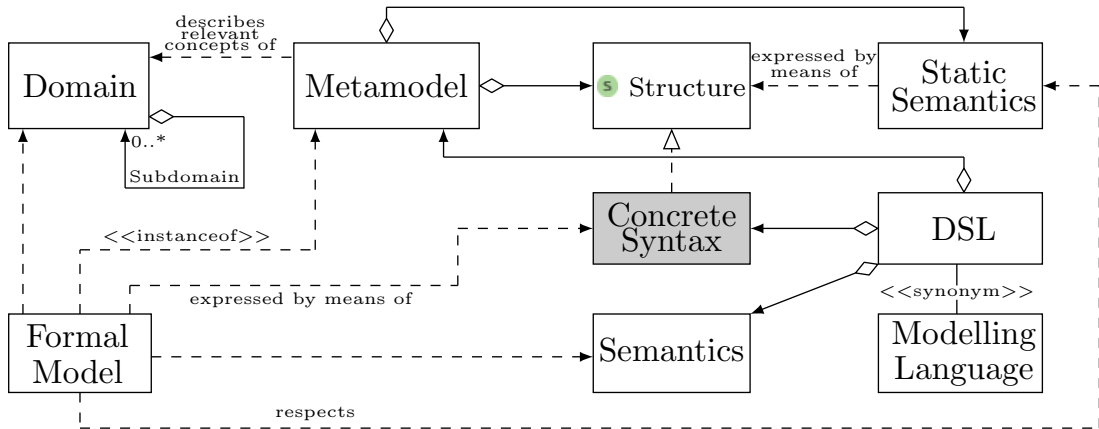 describes
relevant
concepts of
Domain
Metamodel
S Structure
expressed by
means of
Static
Semantics
0..*
Subdomain
<<instanceof>>
Concrete
Syntax
DSL
expressed by means of
<<synonym>>
Formal
Model
Semantics
Modelling
Language
respects